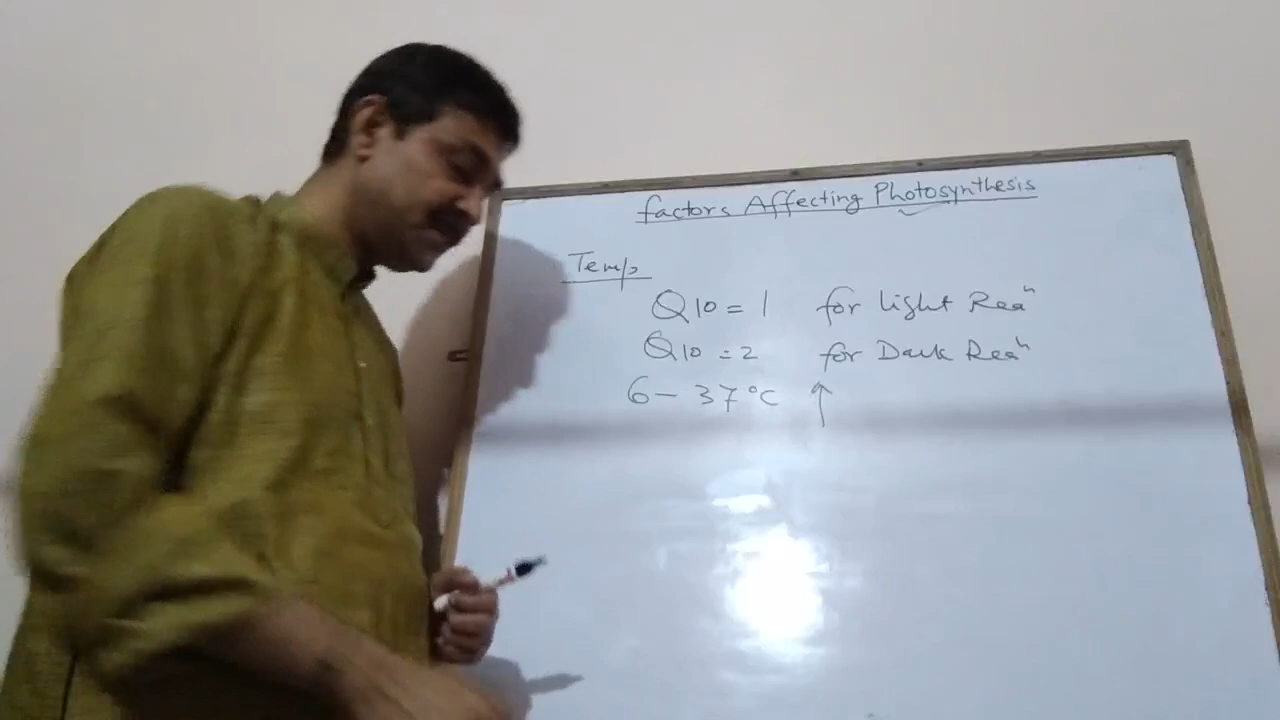 factors Affecting Photosynthesis
Temp
Q10 = 1 for light Reaⁿ
Q10 = 2 for Dark Reaⁿ
6 - 37°C ↑